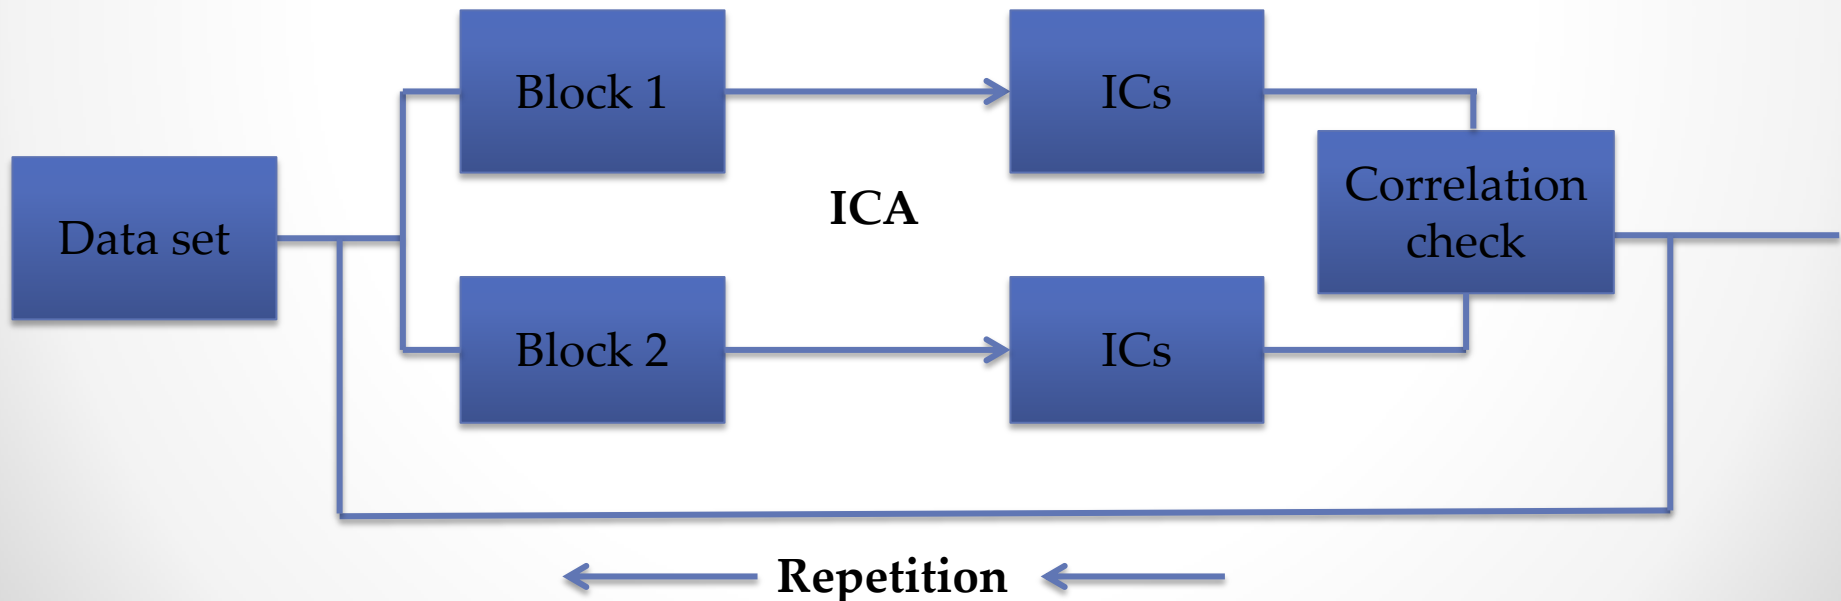 Block 1
ICs
Data set
ICA
Correlation
check
Block 2
ICs
Repetition